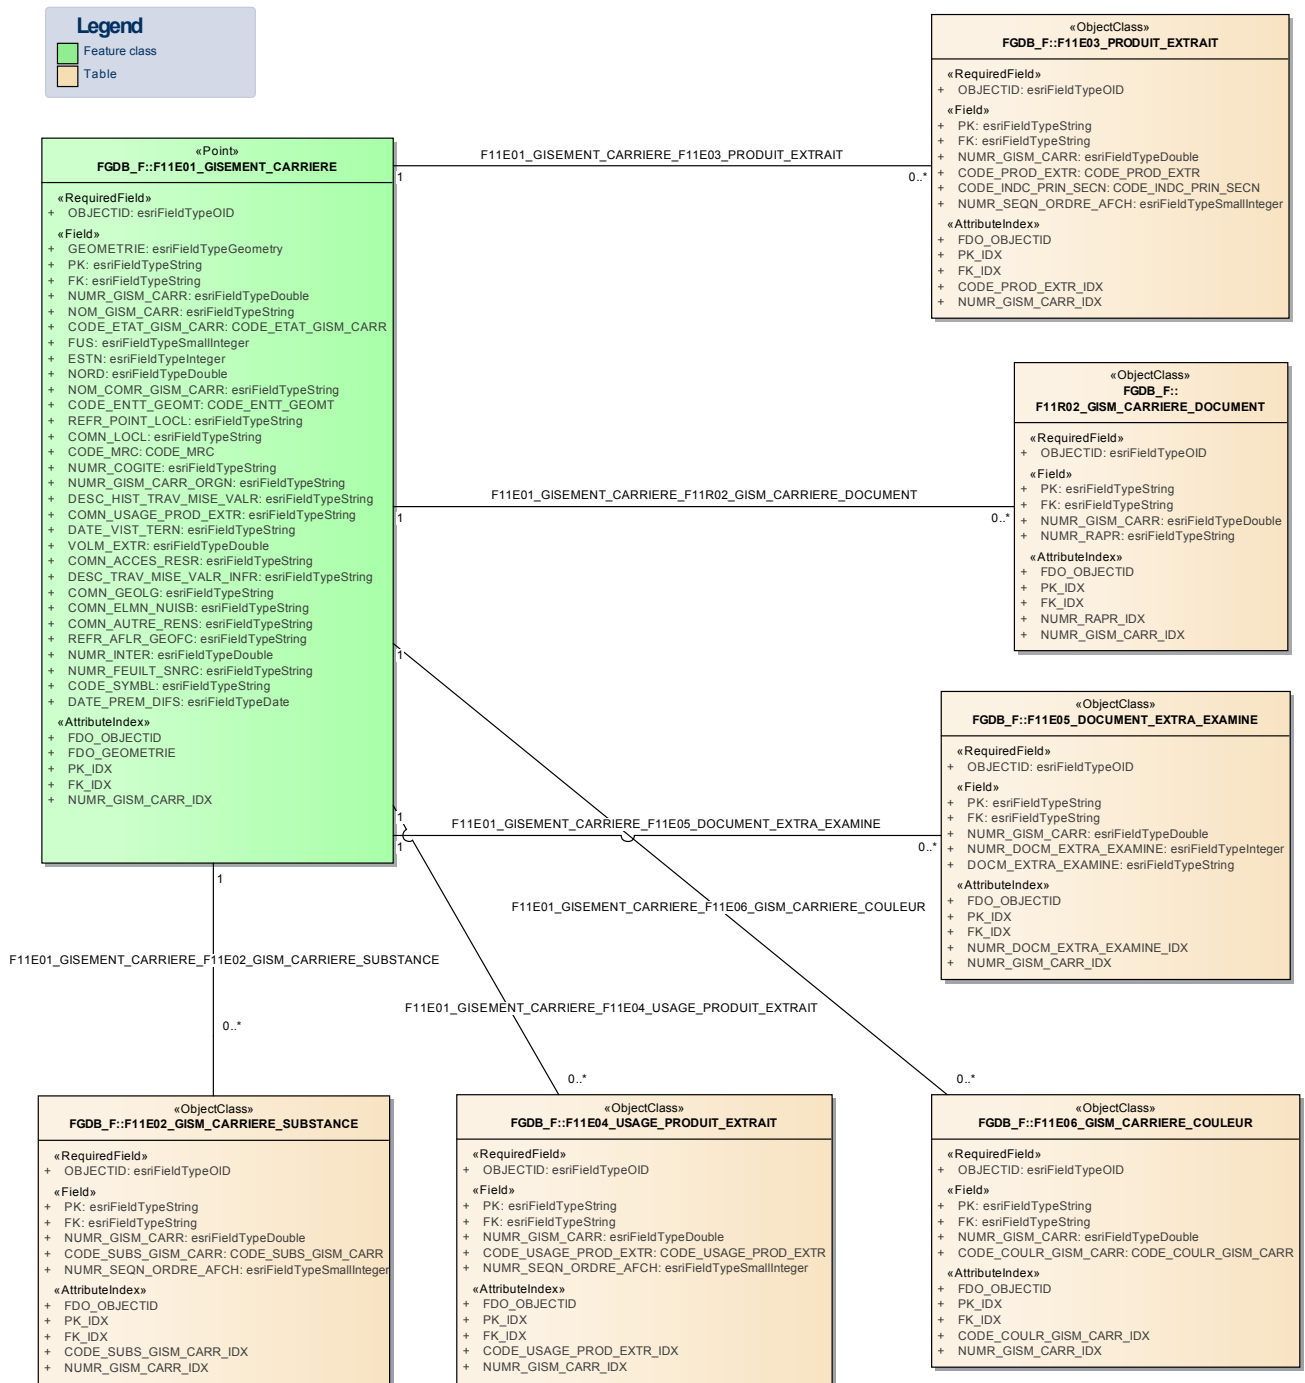 Legend
Feature class
Table
«Point»
FGDB_F::F11E01_GISEMENT_CARRIERE
«RequiredField»
+ OBJECTID: esriFieldTypeOID
«Field»
+ GEOMETRIE: esriFieldTypeGeometry
+ PK: esriFieldTypeString
+ FK: esriFieldTypeString
+ NUMR_GISM_CARR: esriFieldTypeDouble
+ NOM_GISM_CARR: esriFieldTypeString
+ CODE_ETAT_GISM_CARR: CODE_ETAT_GISM_CARR
+ FUS: esriFieldTypeSmallInteger
+ ESTN: esriFieldTypeInteger
+ NORD: esriFieldTypeDouble
+ NOM_COMR_GISM_CARR: esriFieldTypeString
+ CODE_ENTT_GEOMT: CODE_ENTT_GEOMT
+ REFR_POINT_LOCL: esriFieldTypeString
+ COMN_LOCL: esriFieldTypeString
+ CODE_MRC: CODE_MRC
+ NUMR_COGITE: esriFieldTypeString
+ NUMR_GISM_CARR_ORGN: esriFieldTypeString
+ DESC_HIST_TRAV_MISE_VALR: esriFieldTypeString
+ COMN_USAGE_PROD_EXTR: esriFieldTypeString
+ DATE_VIST_TERN: esriFieldTypeString
+ VOLM_EXTR: esriFieldTypeDouble
+ COMN_ACCES_RESR: esriFieldTypeString
+ DESC_TRAV_MISE_VALR_INFR: esriFieldTypeString
+ COMN_GEOLG: esriFieldTypeString
+ COMN_ELMN_NUISB: esriFieldTypeString
+ COMN_AUTRE_RENS: esriFieldTypeString
+ REFR_AFLR_GEOFC: esriFieldTypeString
+ NUMR_INTER: esriFieldTypeDouble
+ NUMR_FEUILT_SNRC: esriFieldTypeString
+ CODE_SYMBL: esriFieldTypeString
+ DATE_PREM_DIFS: esriFieldTypeDate
«AttributeIndex»
+ FDO_OBJECTID
+ FDO_GEOMETRIE
+ PK_IDX
+ FK_IDX
+ NUMR_GISM_CARR_IDX
F11E01_GISEMENT_CARRIERE_F11E03_PRODUIT_EXTRAIT
1
0..*
«ObjectClass»
FGDB_F::F11E03_PRODUIT_EXTRAIT
«RequiredField»
+ OBJECTID: esriFieldTypeOID
«Field»
+ PK: esriFieldTypeString
+ FK: esriFieldTypeString
+ NUMR_GISM_CARR: esriFieldTypeDouble
+ CODE_PROD_EXTR: CODE_PROD_EXTR
+ CODE_INDC_PRIN_SECN: CODE_INDC_PRIN_SECN
+ NUMR_SEQN_ORDRE_AFCH: esriFieldTypeSmallInteger
«AttributeIndex»
+ FDO_OBJECTID
+ PK_IDX
+ FK_IDX
+ CODE_PROD_EXTR_IDX
+ NUMR_GISM_CARR_IDX
F11E01_GISEMENT_CARRIERE_F11R02_GISM_CARRIERE_DOCUMENT
1
0..*
«ObjectClass»
FGDB_F::
F11R02_GISM_CARRIERE_DOCUMENT
«RequiredField»
+ OBJECTID: esriFieldTypeOID
«Field»
+ PK: esriFieldTypeString
+ FK: esriFieldTypeString
+ NUMR_GISM_CARR: esriFieldTypeDouble
+ NUMR_RAPR: esriFieldTypeString
«AttributeIndex»
+ FDO_OBJECTID
+ PK_IDX
+ FK_IDX
+ NUMR_RAPR_IDX
+ NUMR_GISM_CARR_IDX
1
1
F11E01_GISEMENT_CARRIERE_F11E05_DOCUMENT_EXTRA_EXAMINE
1
0..*
«ObjectClass»
FGDB_F::F11E05_DOCUMENT_EXTRA_EXAMINE
«RequiredField»
+ OBJECTID: esriFieldTypeOID
«Field»
+ PK: esriFieldTypeString
+ FK: esriFieldTypeString
+ NUMR_GISM_CARR: esriFieldTypeDouble
+ NUMR_DOCM_EXTRA_EXAMINE: esriFieldTypeInteger
+ DOCM_EXTRA_EXAMINE: esriFieldTypeString
«AttributeIndex»
+ FDO_OBJECTID
+ PK_IDX
+ FK_IDX
+ NUMR_DOCM_EXTRA_EXAMINE_IDX
+ NUMR_GISM_CARR_IDX
1
F11E01_GISEMENT_CARRIERE_F11E06_GISM_CARRIERE_COULEUR
F11E01_GISEMENT_CARRIERE_F11E02_GISM_CARRIERE_SUBSTANCE
F11E01_GISEMENT_CARRIERE_F11E04_USAGE_PRODUIT_EXTRAIT
0..*
0..*
0..*
«ObjectClass»
FGDB_F::F11E02_GISM_CARRIERE_SUBSTANCE
«RequiredField»
+ OBJECTID: esriFieldTypeOID
«Field»
+ PK: esriFieldTypeString
+ FK: esriFieldTypeString
+ NUMR_GISM_CARR: esriFieldTypeDouble
+ CODE_SUBS_GISM_CARR: CODE_SUBS_GISM_CARR
+ NUMR_SEQN_ORDRE_AFCH: esriFieldTypeSmallInteger
«AttributeIndex»
+ FDO_OBJECTID
+ PK_IDX
+ FK_IDX
+ CODE_SUBS_GISM_CARR_IDX
+ NUMR_GISM_CARR_IDX
«ObjectClass»
FGDB_F::F11E04_USAGE_PRODUIT_EXTRAIT
«RequiredField»
+ OBJECTID: esriFieldTypeOID
«Field»
+ PK: esriFieldTypeString
+ FK: esriFieldTypeString
+ NUMR_GISM_CARR: esriFieldTypeDouble
+ CODE_USAGE_PROD_EXTR: CODE_USAGE_PROD_EXTR
+ NUMR_SEQN_ORDRE_AFCH: esriFieldTypeSmallInteger
«AttributeIndex»
+ FDO_OBJECTID
+ PK_IDX
+ FK_IDX
+ CODE_USAGE_PROD_EXTR_IDX
+ NUMR_GISM_CARR_IDX
«ObjectClass»
FGDB_F::F11E06_GISM_CARRIERE_COULEUR
«RequiredField»
+ OBJECTID: esriFieldTypeOID
«Field»
+ PK: esriFieldTypeString
+ FK: esriFieldTypeString
+ NUMR_GISM_CARR: esriFieldTypeDouble
+ CODE_COULR_GISM_CARR: CODE_COULR_GISM_CARR
«AttributeIndex»
+ FDO_OBJECTID
+ PK_IDX
+ FK_IDX
+ CODE_COULR_GISM_CARR_IDX
+ NUMR_GISM_CARR_IDX